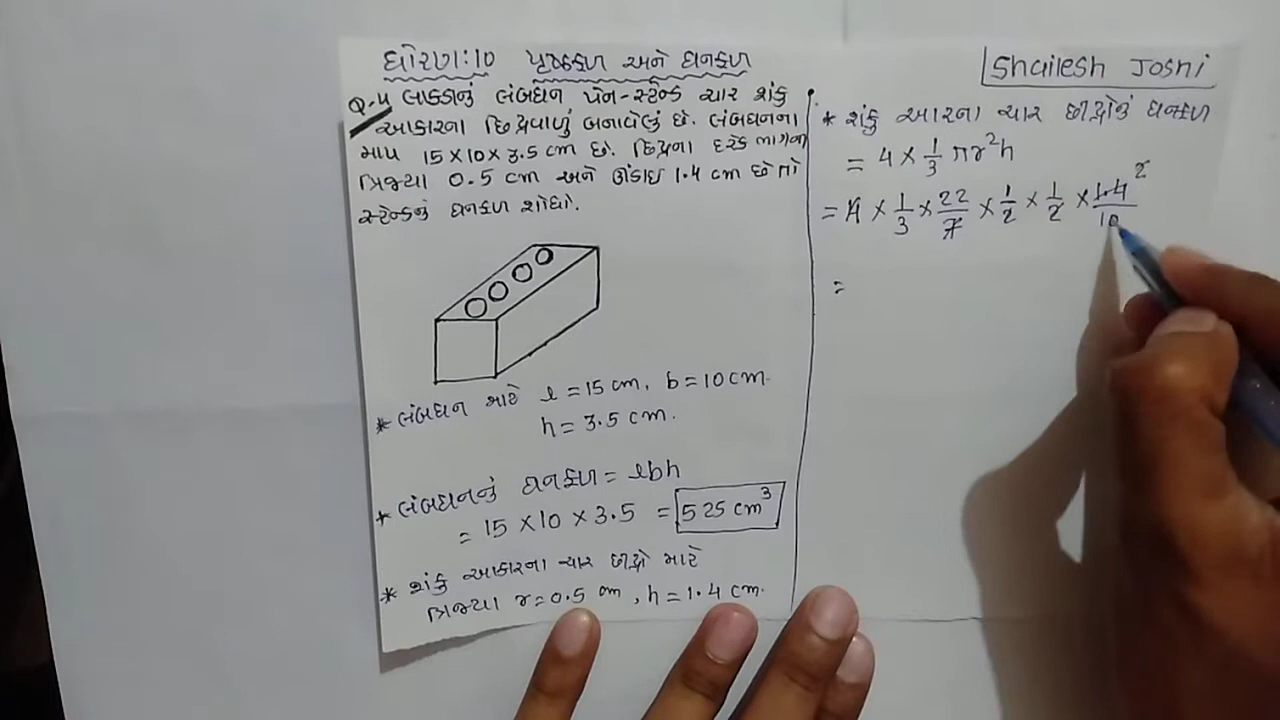 ધોરણ:10 પૃષ્ઠફળ અને ઘનફળ
Shailesh Joshi
Q-4 લાકડાનું લંબઘન પેન-સ્ટેન્ડ ચાર શંકુ
આકારના છિદ્રવાળું બનાવેલું છે. લંબઘનના
માપ 15×10×3.5 cm છે. છિદ્રના દરેક ભાગની
ત્રિજ્યા 0.5 cm અને ઊંડાઇ 1.4 cm છે તો
સ્ટેન્ડનું ઘનફળ શોધો.
* લંબઘન માટે l = 15 cm, b = 10 cm.
h = 3.5 cm.
* લંબઘનનું ઘનફળ = lbh
= 15 × 10 × 3.5 = 525 cm³
* શંકુ આકારના ચાર છીદ્રો માટે
ત્રિજ્યા r = 0.5 cm, h = 1.4 cm.
* શંકુ આારના ચાર છીદ્રોનું ઘનફળ
= 4 × 1/3 πr²h
= 4 × 1/3 × 22/7 × 1/2 × 1/2 × 1.4/10 2
=